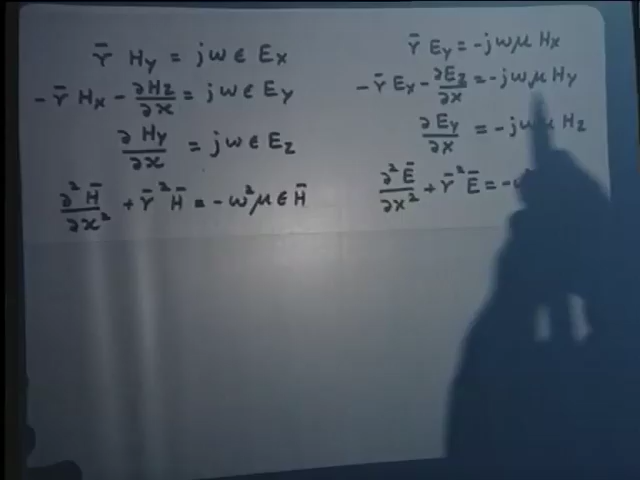 γ̄ Hy = jωϵ Ex
-γ̄ Hx - ∂Hz/∂x = jωϵ Ey
∂Hy/∂x = jωϵ Ez
∂²H̄/∂x² + γ̄² H̄ = -ω²μϵ H̄
γ̄ Ey = -jωμ Hx
-γ̄ Ex - ∂Ez/∂x = -jωμ Hy
∂Ey/∂x = -jωμ Hz
∂²Ē/∂x² + γ̄² Ē = -ω